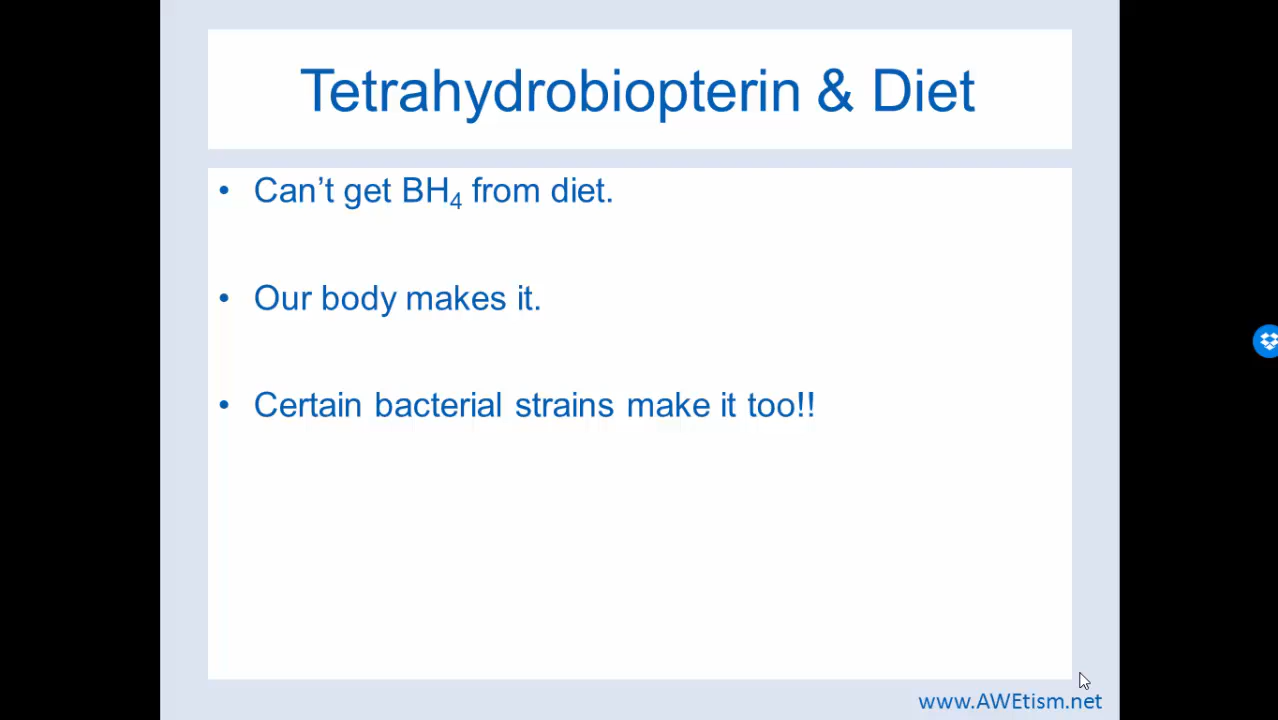 Tetrahydrobiopterin & Diet
• Can’t get BH₄ from diet.
• Our body makes it.
• Certain bacterial strains make it too!!
www.AWEtism.net